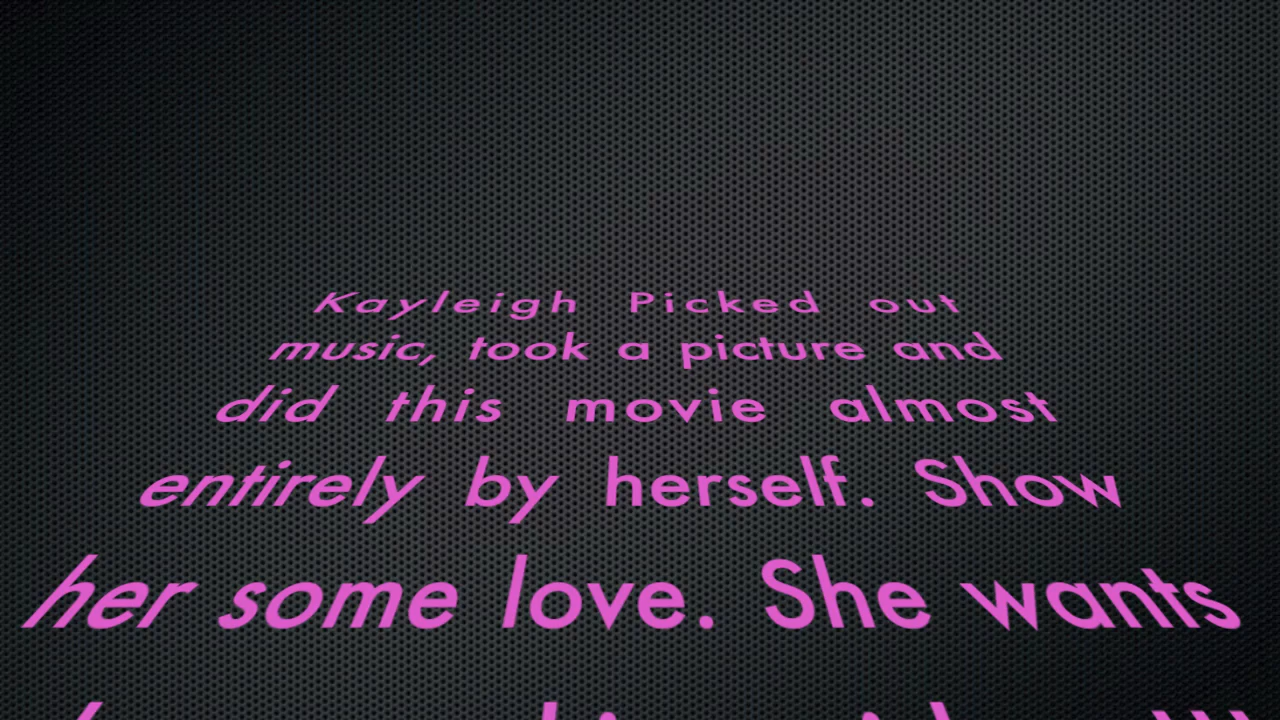 Kayleigh Picked out
music, took a picture and
did this movie almost
entirely by herself. Show
her some love. She wants